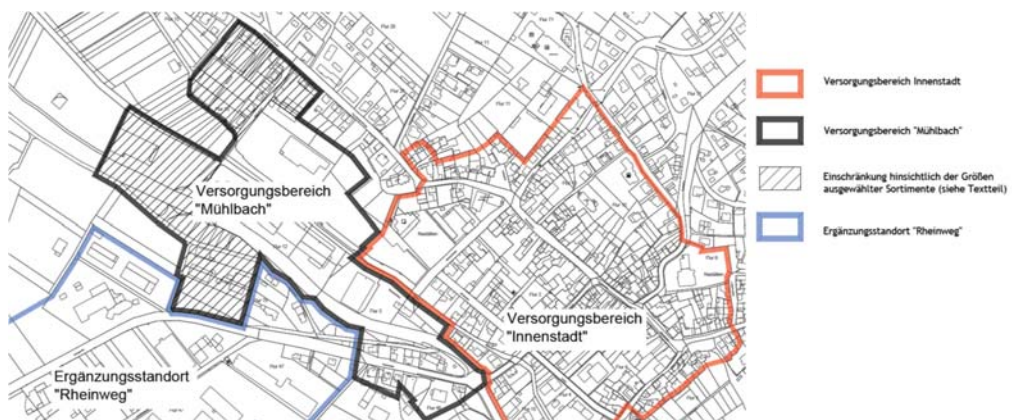 Versorgungsbereich
"Mühlbach"
Versorgungsbereich
"Innenstadt"
Ergänzungsstandort
"Rheinweg"
Versorgungsbereich Innenstadt
Versorgungsbereich "Mühlbach"
Einschränkung hinsichtlich der Größen
ausgewählter Sortimente (siehe Textteil)
Ergänzungsstandort "Rheinweg"